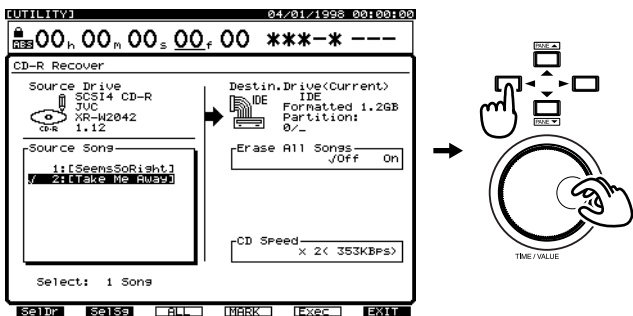 [UTILITY] 04/01/1998 00:00:00
ABS 00h 00m 00s 00f 00 ***-* ---
CD-R Recover
Source Drive
SCSI4 CD-R
JVC
XR-W2042
1.12
CD-R
Destin.Drive(Current)
IDE
IDE
Formatted 1.2GB
Partition:
0/_
Source Song
1:[SeemsSoRight]
√ 2:[Take Me Away]
Erase All Songs
√Off On
CD Speed
x 2( 353KBps)
Select: 1 Song
SelDr SelSg ALL MARK Exec EXIT
PANE ▲
PANE ▼
TIME / VALUE